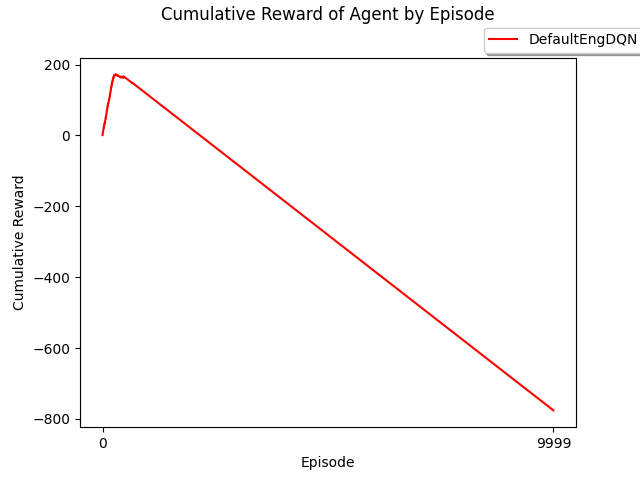 Cumulative Reward of Agent by Episode
DefaultEngDQN
200
0
−200
−400
−600
−800
Cumulative Reward
0
9999
Episode